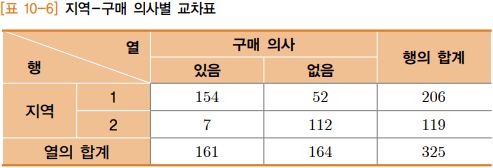 [표 10-6] 지역-구매 의사별 교차표
열 구매 의사 행의 합계
행 있음 없음
지역 1 154 52 206
2 7 112 119
열의 합계 161 164 325